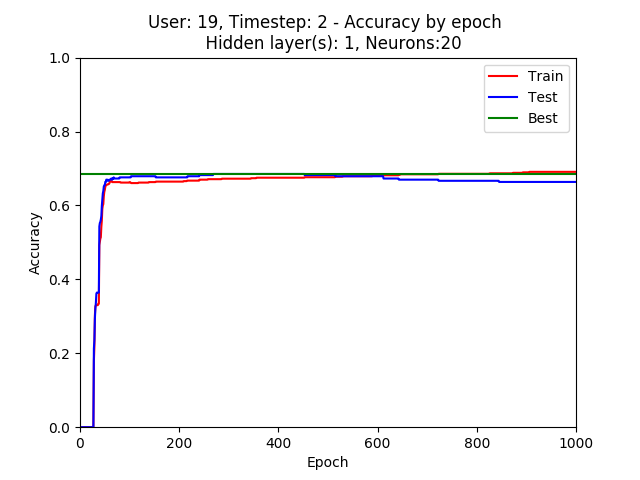 User: 19, Timestep: 2 - Accuracy by epoch
Hidden layer(s): 1, Neurons:20
1.0
0.8
0.6
0.4
0.2
0.0
Accuracy
Train
Test
Best
0 200 400 600 800 1000
Epoch